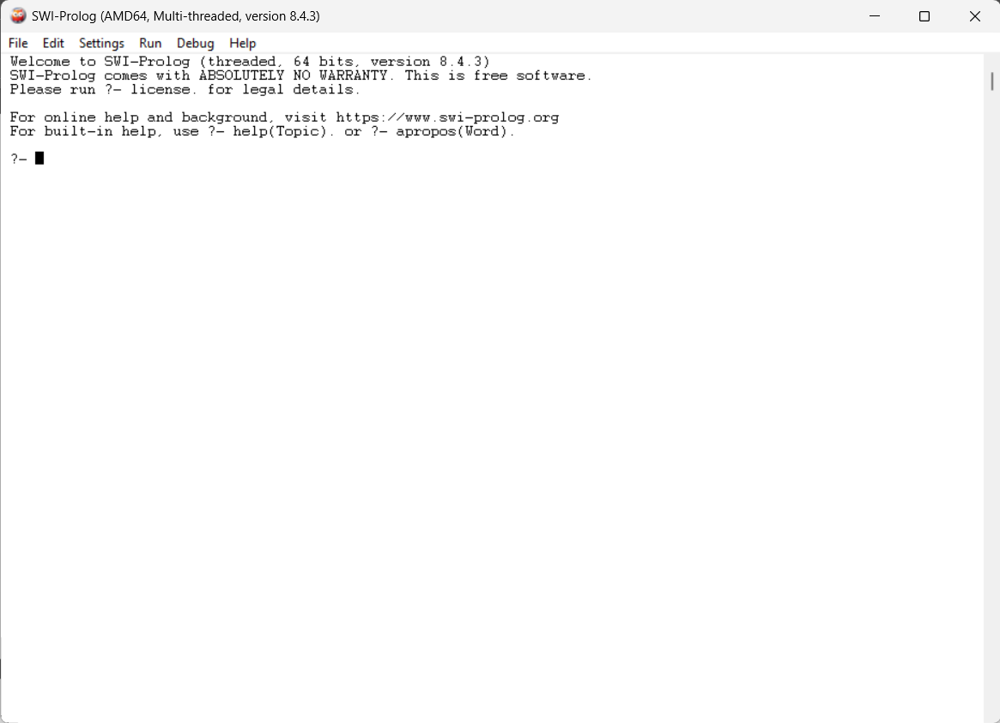 SWI-Prolog (AMD64, Multi-threaded, version 8.4.3)
File Edit Settings Run Debug Help
Welcome to SWI-Prolog (threaded, 64 bits, version 8.4.3)
SWI-Prolog comes with ABSOLUTELY NO WARRANTY. This is free software.
Please run ?- license. for legal details.
For online help and background, visit https://www.swi-prolog.org
For built-in help, use ?- help(Topic). or ?- apropos(Word).
?-